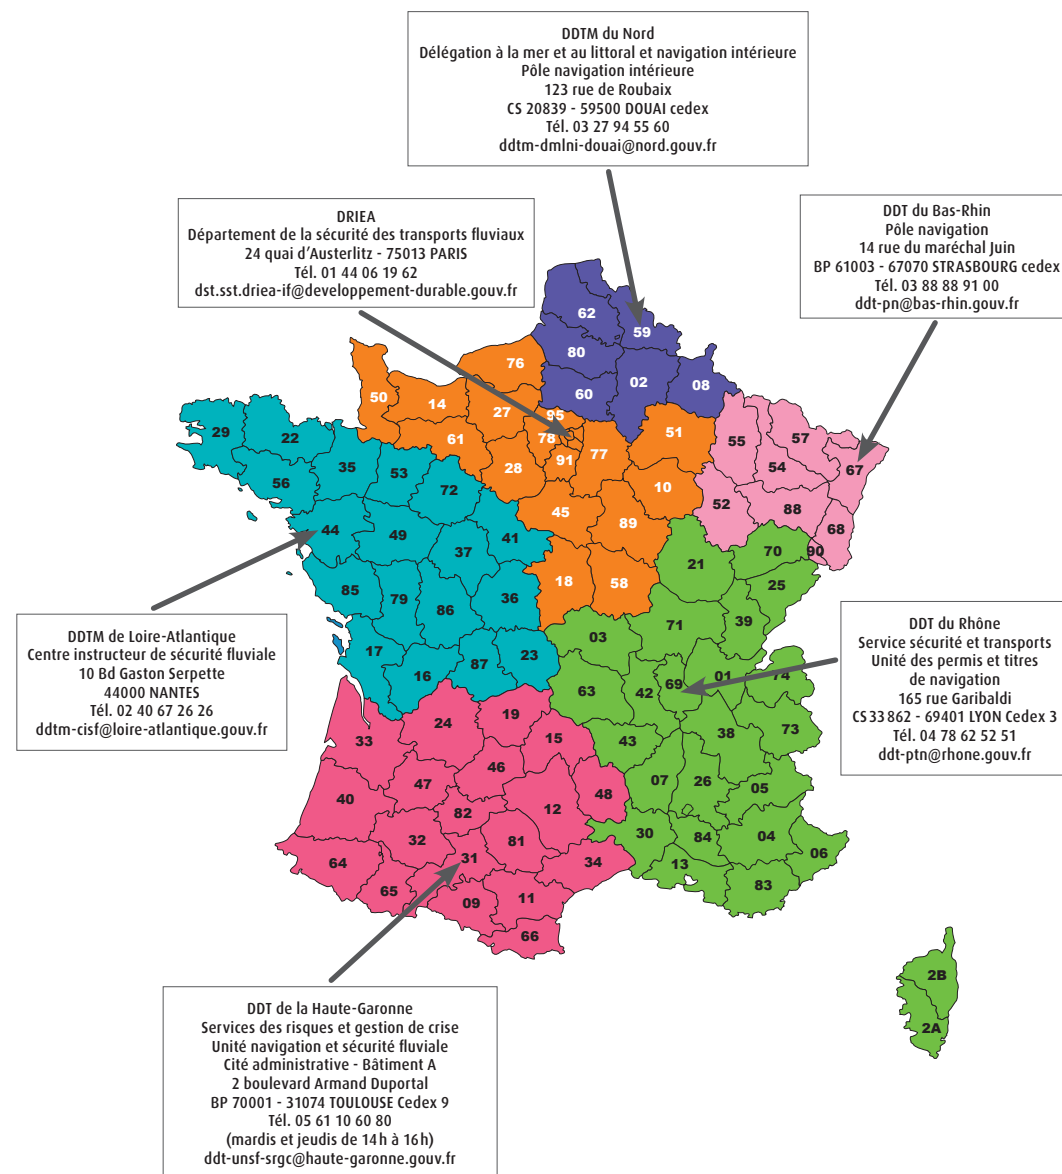 DDTM du Nord
Délégation à la mer et au littoral et navigation intérieure
Pôle navigation intérieure
123 rue de Roubaix
CS 20839 - 59500 DOUAI cedex
Tél. 03 27 94 55 60
ddtm-dmlni-douai@nord.gouv.fr
DRIEA
Département de la sécurité des transports fluviaux
24 quai d'Austerlitz - 75013 PARIS
Tél. 01 44 06 19 62
dst.sst.driea-if@developpement-durable.gouv.fr
DDT du Bas-Rhin
Pôle navigation
14 rue du maréchal Juin
BP 61003 - 67070 STRASBOURG cedex
Tél. 03 88 88 91 00
ddt-pn@bas-rhin.gouv.fr
62
59
80
76
02
08
60
50
14
27
95
61
78
51
55
57
29
22
35
53
28
91
77
54
67
56
72
10
52
88
44
49
45
89
68
41
37
21
70
90
18
58
25
85
79
86
36
71
39
03
17
16
87
23
63
42
69
01
74
24
19
33
15
43
38
73
46
47
07
26
05
40
48
82
12
32
81
30
84
04
06
31
34
13
64
65
09
11
83
66
2B
2A
DDTM de Loire-Atlantique
Centre instructeur de sécurité fluviale
10 Bd Gaston Serpette
44000 NANTES
Tél. 02 40 67 26 26
ddtm-cisf@loire-atlantique.gouv.fr
DDT du Rhône
Service sécurité et transports
Unité des permis et titres
de navigation
165 rue Garibaldi
CS 33 862 - 69401 LYON Cedex 3
Tél. 04 78 62 52 51
ddt-ptn@rhone.gouv.fr
DDT de la Haute-Garonne
Services des risques et gestion de crise
Unité navigation et sécurité fluviale
Cité administrative - Bâtiment A
2 boulevard Armand Duportal
BP 70001 - 31074 TOULOUSE Cedex 9
Tél. 05 61 10 60 80
(mardis et jeudis de 14h à 16h)
ddt-unsf-srgc@haute-garonne.gouv.fr